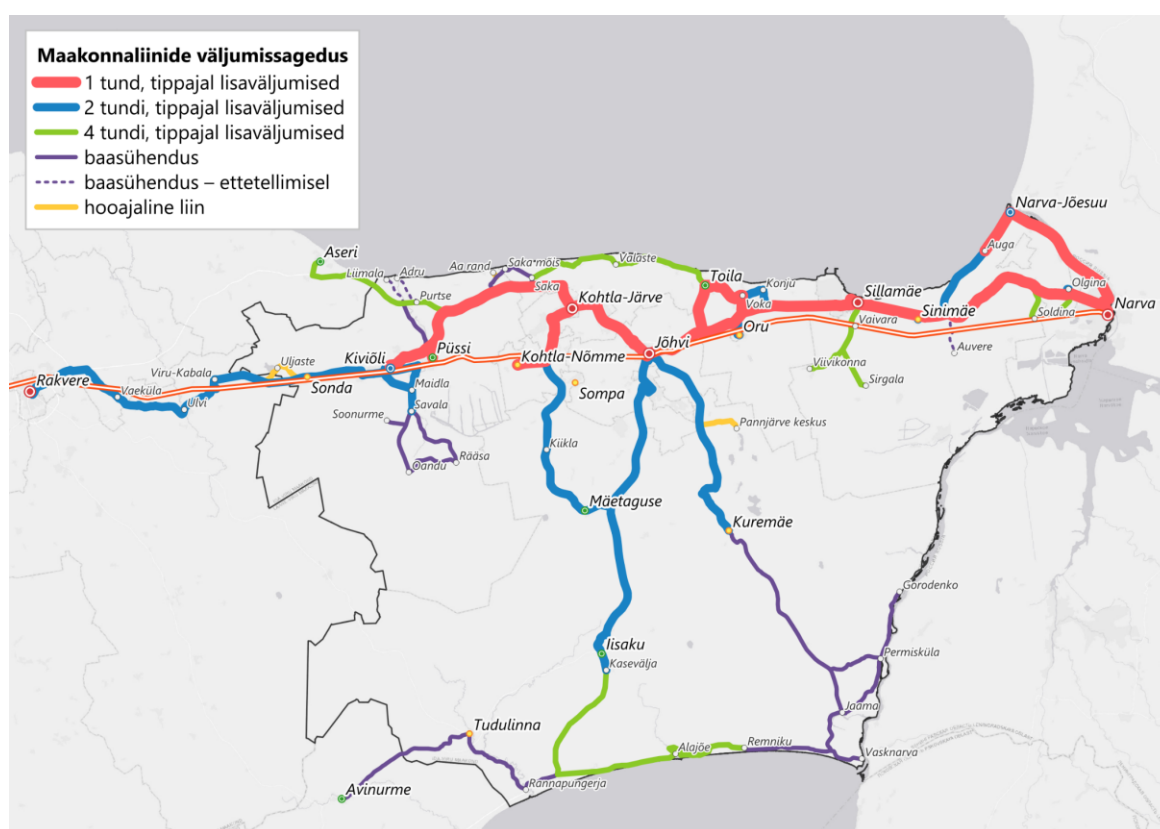 Maakonnaliinide väljumissagedus
1 tund, tippajal lisaväljumised
2 tundi, tippajal lisaväljumised
4 tundi, tippajal lisaväljumised
baasühendus
baasühendus – ettetellimisel
hooajaline liin
Narva-Jõesuu
Aseri
Auga
Liimala
Adru
Aa rand
Saka mõis
Valaste
Toila
Konju
Olgina
Purtse
Saka
Kohtla-Järve
Voka
Sillamäe
Sinimäe
Soldina
Narva
Oru
Vaivara
Auvere
Kiviõli
Püssi
Kohtla-Nõmme
Jõhvi
Uljaste
Viru-Kabala
Rakvere
Vaeküla
Ulvi
Sonda
Maidla
Savala
Sompa
Viivikonna
Sirgala
Soonurme
Pannjärve keskus
Kiikla
Rääsa
Oandu
Mäetaguse
Kuremäe
Gorodenko
Iisaku
Kasevälja
Permisküla
Jaama
Tudulinna
Alajõe
Remniku
Vasknarva
Rannapungerja
Avinurme